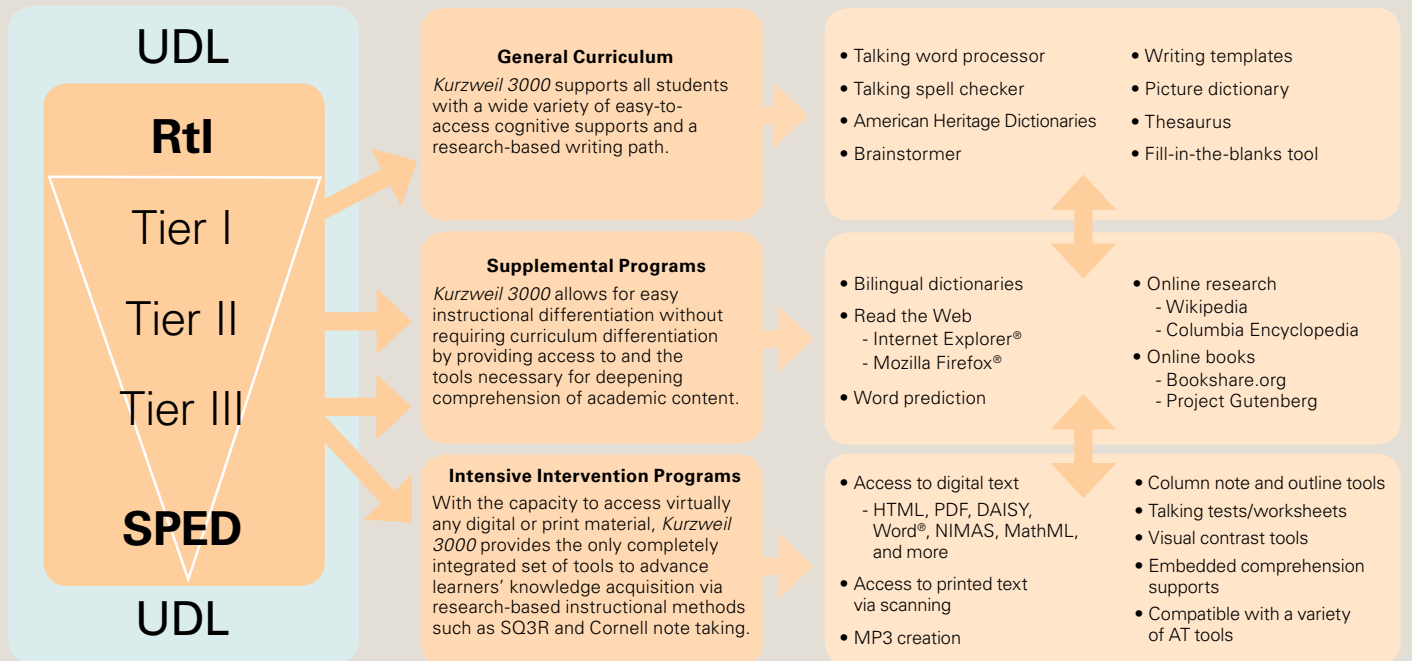 UDL
RtI
Tier I
Tier II
Tier III
SPED
UDL
General Curriculum
Kurzweil 3000 supports all students
with a wide variety of easy-to-
access cognitive supports and a
research-based writing path.
Supplemental Programs
Kurzweil 3000 allows for easy
instructional differentiation without
requiring curriculum differentiation
by providing access to and the
tools necessary for deepening
comprehension of academic content.
Intensive Intervention Programs
With the capacity to access virtually
any digital or print material, Kurzweil
3000 provides the only completely
integrated set of tools to advance
learners’ knowledge acquisition via
research-based instructional methods
such as SQ3R and Cornell note taking.
• Talking word processor
• Talking spell checker
• American Heritage Dictionaries
• Brainstormer
• Writing templates
• Picture dictionary
• Thesaurus
• Fill-in-the-blanks tool
• Bilingual dictionaries
• Read the Web
- Internet Explorer®
- Mozilla Firefox®
• Word prediction
• Online research
- Wikipedia
- Columbia Encyclopedia
• Online books
- Bookshare.org
- Project Gutenberg
• Access to digital text
- HTML, PDF, DAISY,
Word®, NIMAS, MathML,
and more
• Access to printed text
via scanning
• MP3 creation
• Column note and outline tools
• Talking tests/worksheets
• Visual contrast tools
• Embedded comprehension
supports
• Compatible with a variety
of AT tools